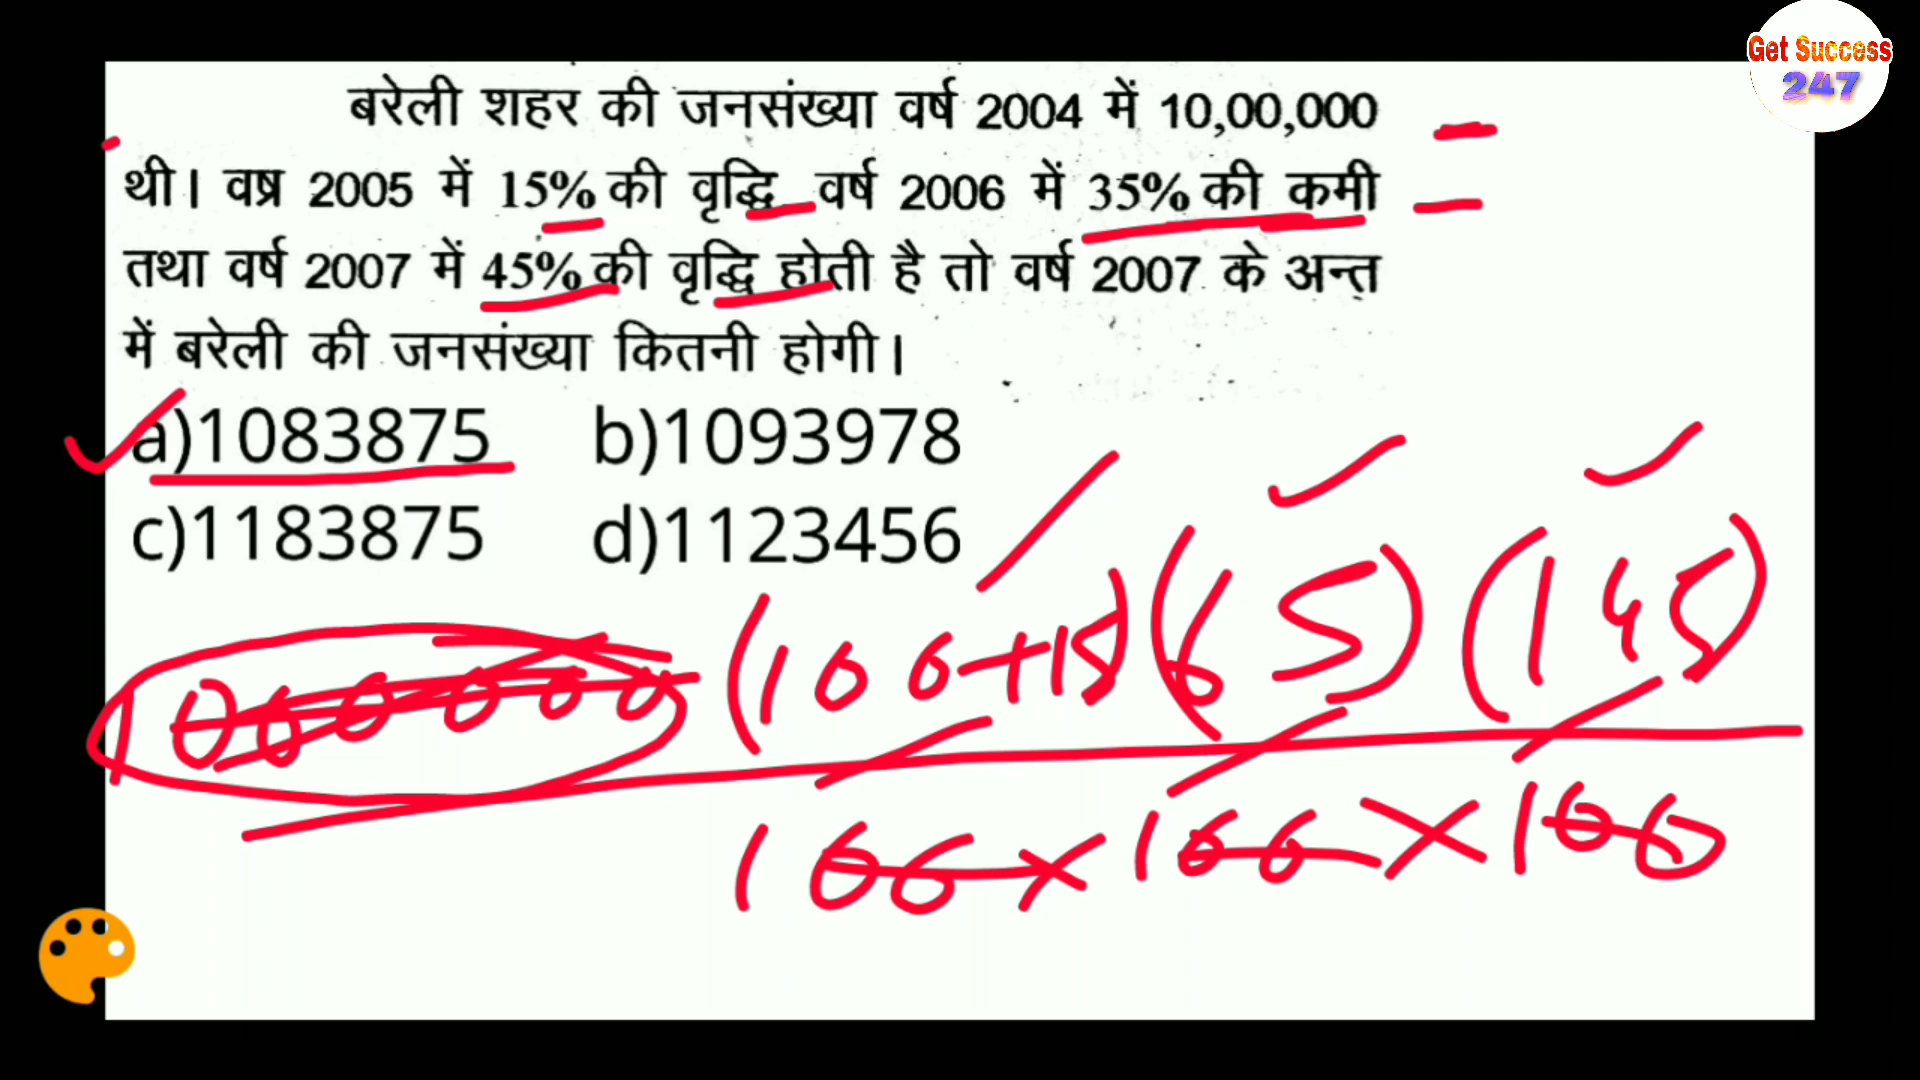 Get Success
247
बरेली शहर की जनसंख्या वर्ष 2004 में 10,00,000
थी। वष्र 2005 में 15% की वृद्धि वर्ष 2006 में 35% की कमी
तथा वर्ष 2007 में 45% की वृद्धि होती है तो वर्ष 2007 के अन्त
में बरेली की जनसंख्या कितनी होगी।
a)1083875 b)1093978
c)1183875 d)1123456
1000000 (100+15) (65) (145)
100 × 100 × 100